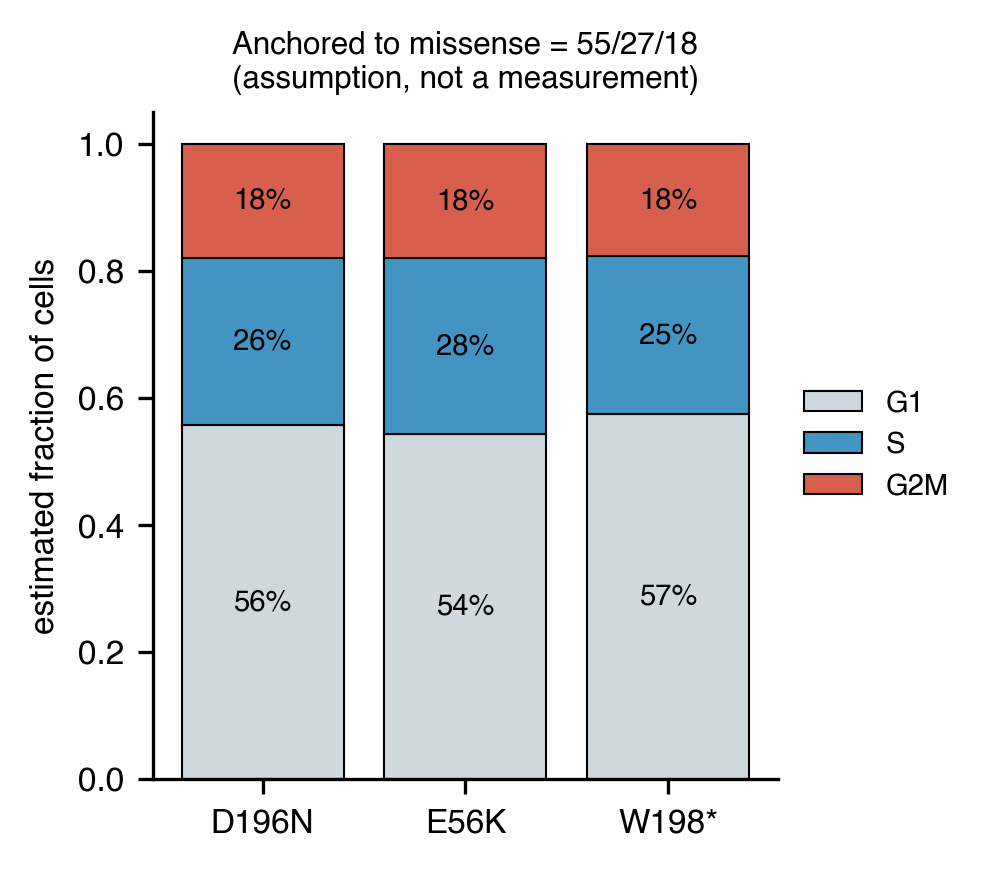 Anchored to missense = 55/27/18
(assumption, not a measurement)
estimated fraction of cells
1.0
0.8
0.6
0.4
0.2
0.0
18%
18%
18%
26%
28%
25%
56%
54%
57%
D196N
E56K
W198*
G1
S
G2M